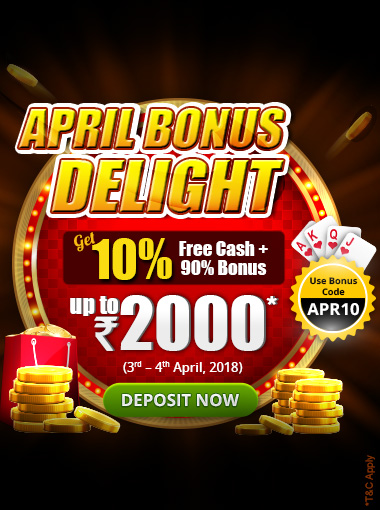 APRIL BONUS
DELIGHT
Get 10% Free Cash +
90% Bonus
up to ₹2000*
(3rd – 4th April, 2018)
DEPOSIT NOW
A K Q J
Use Bonus
Code
APR10
*T&C Apply